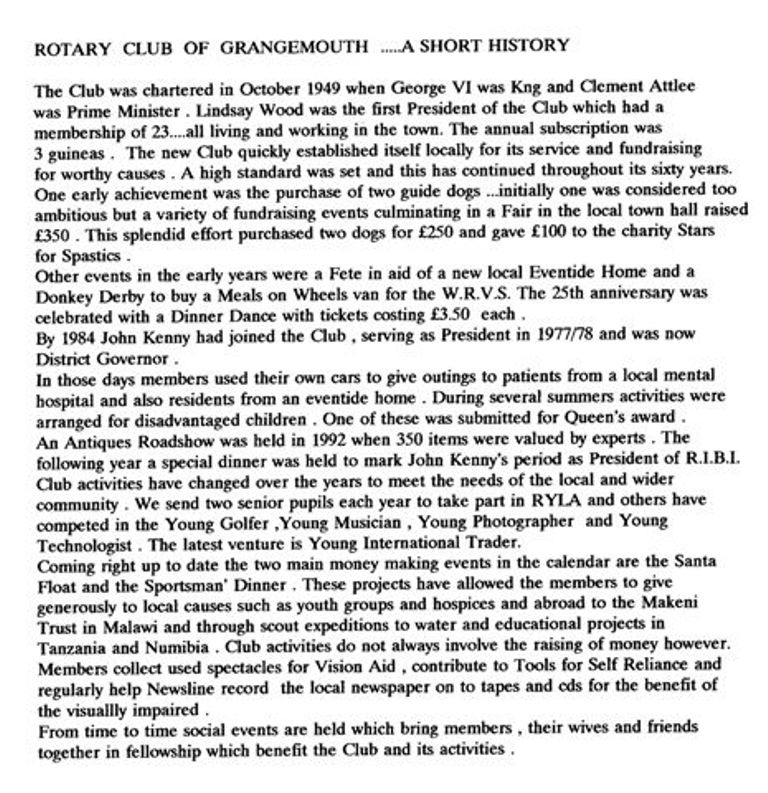 ROTARY CLUB OF GRANGEMOUTH .....A SHORT HISTORY
The Club was chartered in October 1949 when George VI was Kng and Clement Attlee
was Prime Minister . Lindsay Wood was the first President of the Club which had a
membership of 23....all living and working in the town. The annual subscription was
3 guineas . The new Club quickly established itself locally for its service and fundraising
for worthy causes . A high standard was set and this has continued throughout its sixty years.
One early achievement was the purchase of two guide dogs ...initially one was considered too
ambitious but a variety of fundraising events culminating in a Fair in the local town hall raised
£350 . This splendid effort purchased two dogs for £250 and gave £100 to the charity Stars
for Spastics .
Other events in the early years were a Fete in aid of a new local Eventide Home and a
Donkey Derby to buy a Meals on Wheels van for the W.R.V.S. The 25th anniversary was
celebrated with a Dinner Dance with tickets costing £3.50 each .
By 1984 John Kenny had joined the Club , serving as President in 1977/78 and was now
District Governor .
In those days members used their own cars to give outings to patients from a local mental
hospital and also residents from an eventide home . During several summers activities were
arranged for disadvantaged children . One of these was submitted for Queen's award .
An Antiques Roadshow was held in 1992 when 350 items were valued by experts . The
following year a special dinner was held to mark John Kenny's period as President of R.I.B.I.
Club activities have changed over the years to meet the needs of the local and wider
community . We send two senior pupils each year to take part in RYLA and others have
competed in the Young Golfer ,Young Musician , Young Photographer and Young
Technologist . The latest venture is Young International Trader.
Coming right up to date the two main money making events in the calendar are the Santa
Float and the Sportsman' Dinner . These projects have allowed the members to give
generously to local causes such as youth groups and hospices and abroad to the Makeni
Trust in Malawi and through scout expeditions to water and educational projects in
Tanzania and Numibia . Club activities do not always involve the raising of money however.
Members collect used spectacles for Vision Aid , contribute to Tools for Self Reliance and
regularly help Newsline record the local newspaper on to tapes and cds for the benefit of
the visuallly impaired .
From time to time social events are held which bring members , their wives and friends
together in fellowship which benefit the Club and its activities .